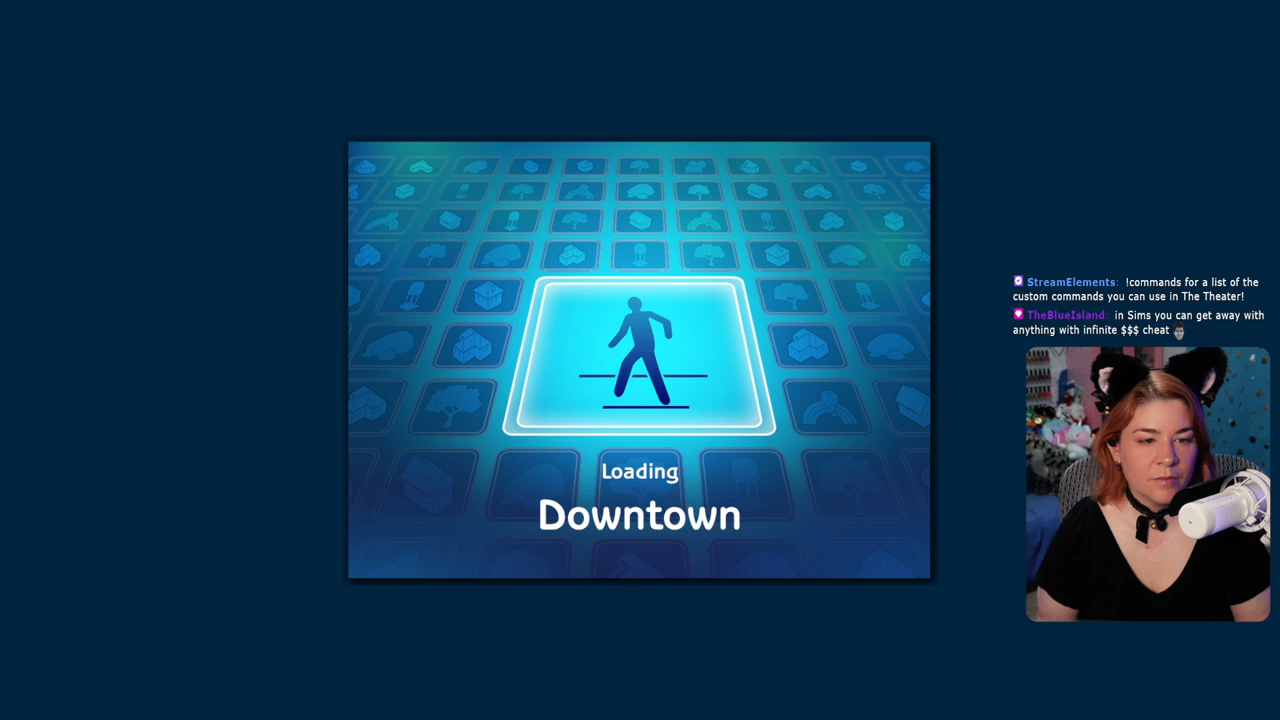 StreamElements: !commands for a list of the
custom commands you can use in The Theater!
TheBlueIsland: in Sims you can get away with
anything with infinite $$$ cheat
Loading
Downtown